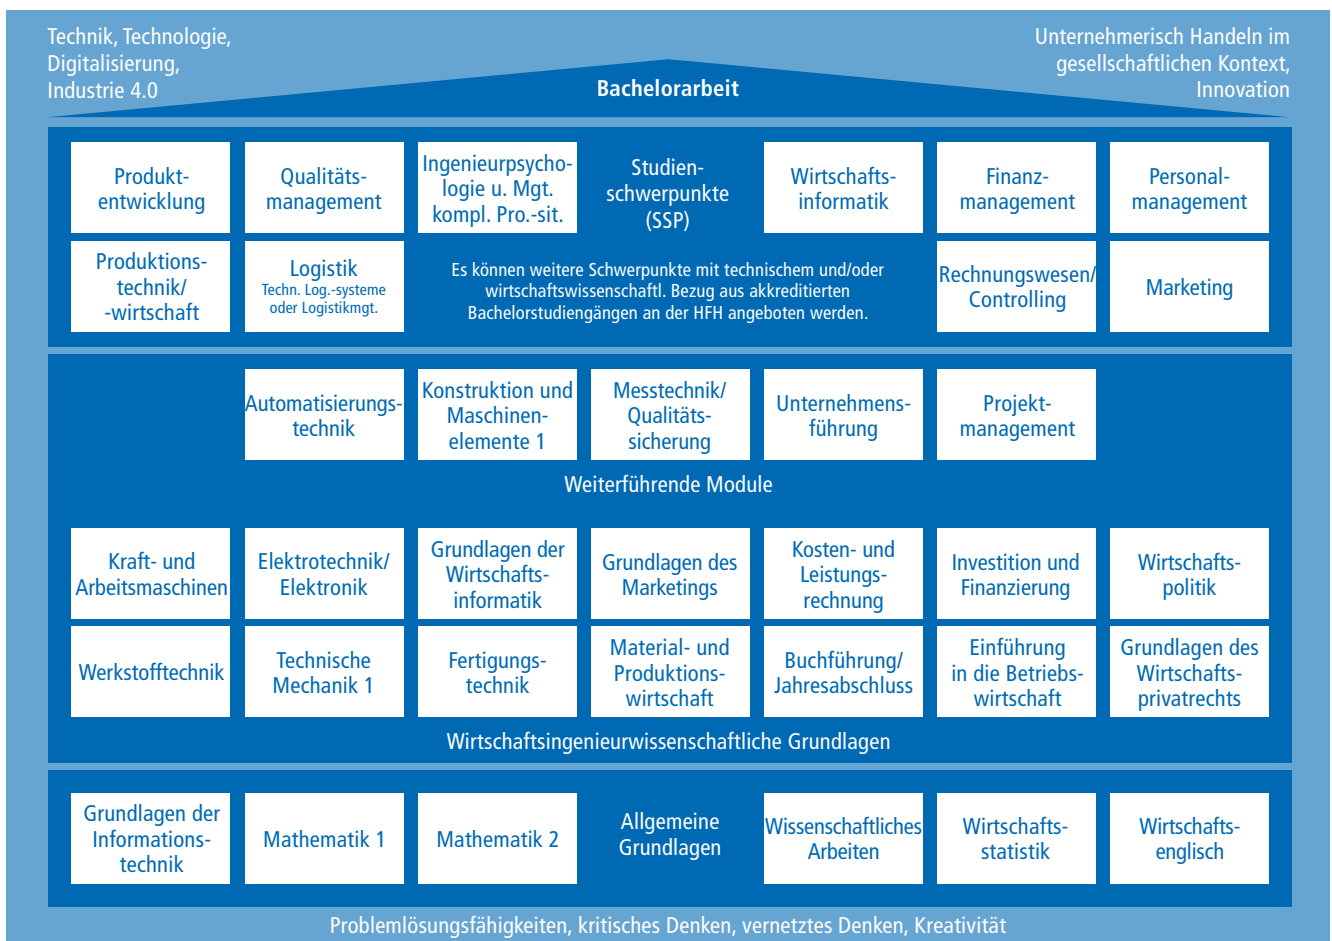 Technik, Technologie,
Digitalisierung,
Industrie 4.0
Unternehmerisch Handeln im
gesellschaftlichen Kontext,
Innovation
Bachelorarbeit
Produkt-
entwicklung
Qualitäts-
management
Ingenieurpsycho-
logie u. Mgt.
kompl. Pro.-sit.
Studien-
schwerpunkte
(SSP)
Wirtschafts-
informatik
Finanz-
management
Personal-
management
Produktions-
technik/
-wirtschaft
Logistik
Techn. Log.-systeme
oder Logistikmgt.
Es können weitere Schwerpunkte mit technischem und/oder
wirtschaftswissenschaftl. Bezug aus akkreditierten
Bachelorstudiengängen an der HFH angeboten werden.
Rechnungswesen/
Controlling
Marketing
Automatisierungs-
technik
Konstruktion und
Maschinen-
elemente 1
Messtechnik/
Qualitäts-
sicherung
Unternehmens-
führung
Projekt-
management
Weiterführende Module
Kraft- und
Arbeitsmaschinen
Elektrotechnik/
Elektronik
Grundlagen der
Wirtschafts-
informatik
Grundlagen des
Marketings
Kosten- und
Leistungs-
rechnung
Investition und
Finanzierung
Wirtschafts-
politik
Werkstofftechnik
Technische
Mechanik 1
Fertigungs-
technik
Material- und
Produktions-
wirtschaft
Buchführung/
Jahresabschluss
Einführung
in die Betriebs-
wirtschaft
Grundlagen des
Wirtschafts-
privatrechts
Wirtschaftsingenieurwissenschaftliche Grundlagen
Grundlagen der
Informations-
technik
Mathematik 1
Mathematik 2
Allgemeine
Grundlagen
Wissenschaftliches
Arbeiten
Wirtschafts-
statistik
Wirtschafts-
englisch
Problemlösungsfähigkeiten, kritisches Denken, vernetztes Denken, Kreativität